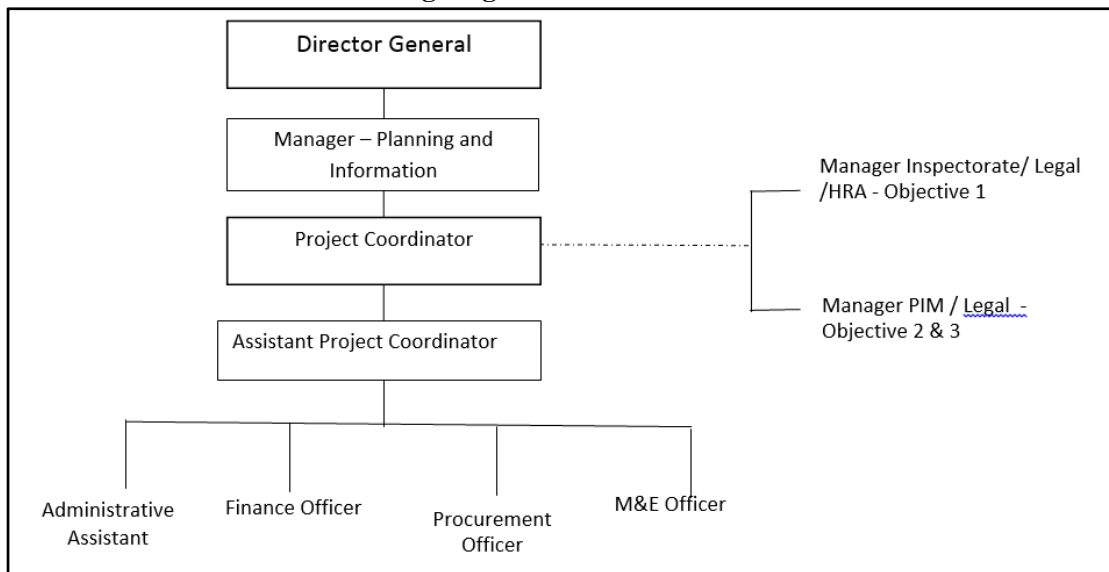 Director General
Manager – Planning and
Information
Project Coordinator
Assistant Project Coordinator
Manager Inspectorate/ Legal
/HRA - Objective 1
Manager PIM / Legal -
Objective 2 & 3
Administrative
Assistant
Finance Officer
Procurement
Officer
M&E Officer